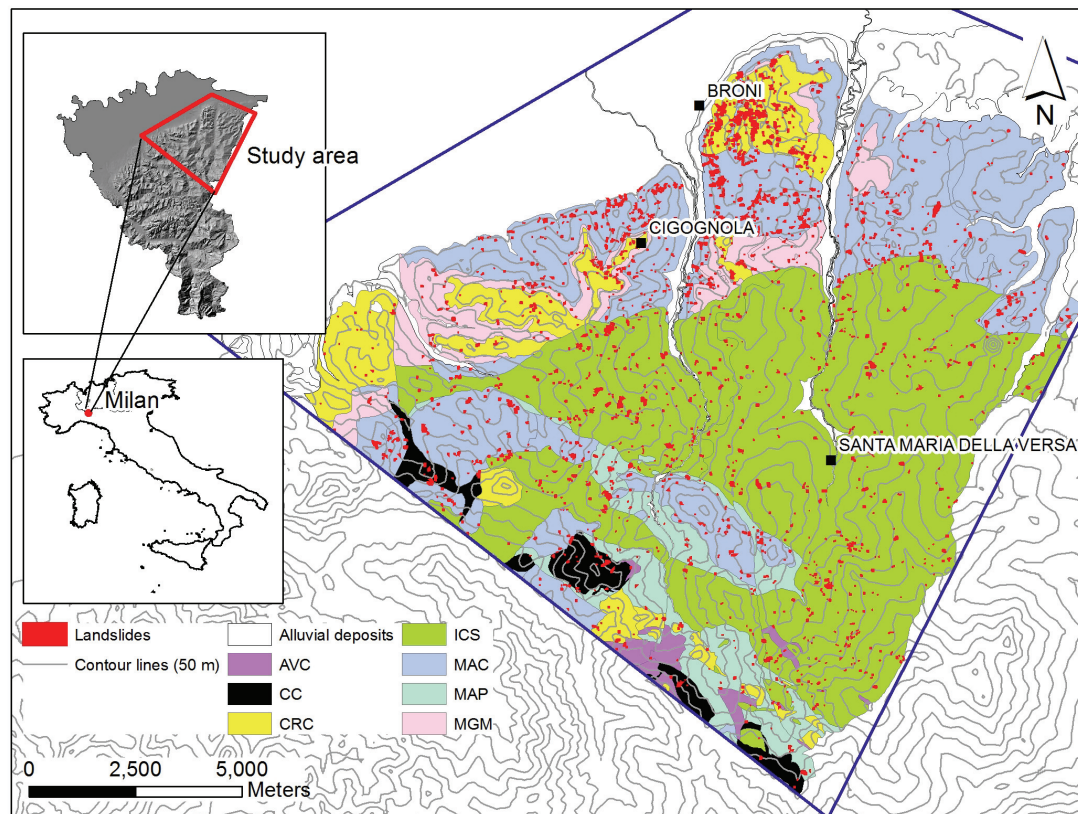 Study area
Milan
BRONI
N
CIGOGNOLA
SANTA MARIA DELLA VERSA
Landslides
Contour lines (50 m)
Alluvial deposits
AVC
CC
CRC
ICS
MAC
MAP
MGM
0 2,500 5,000
Meters